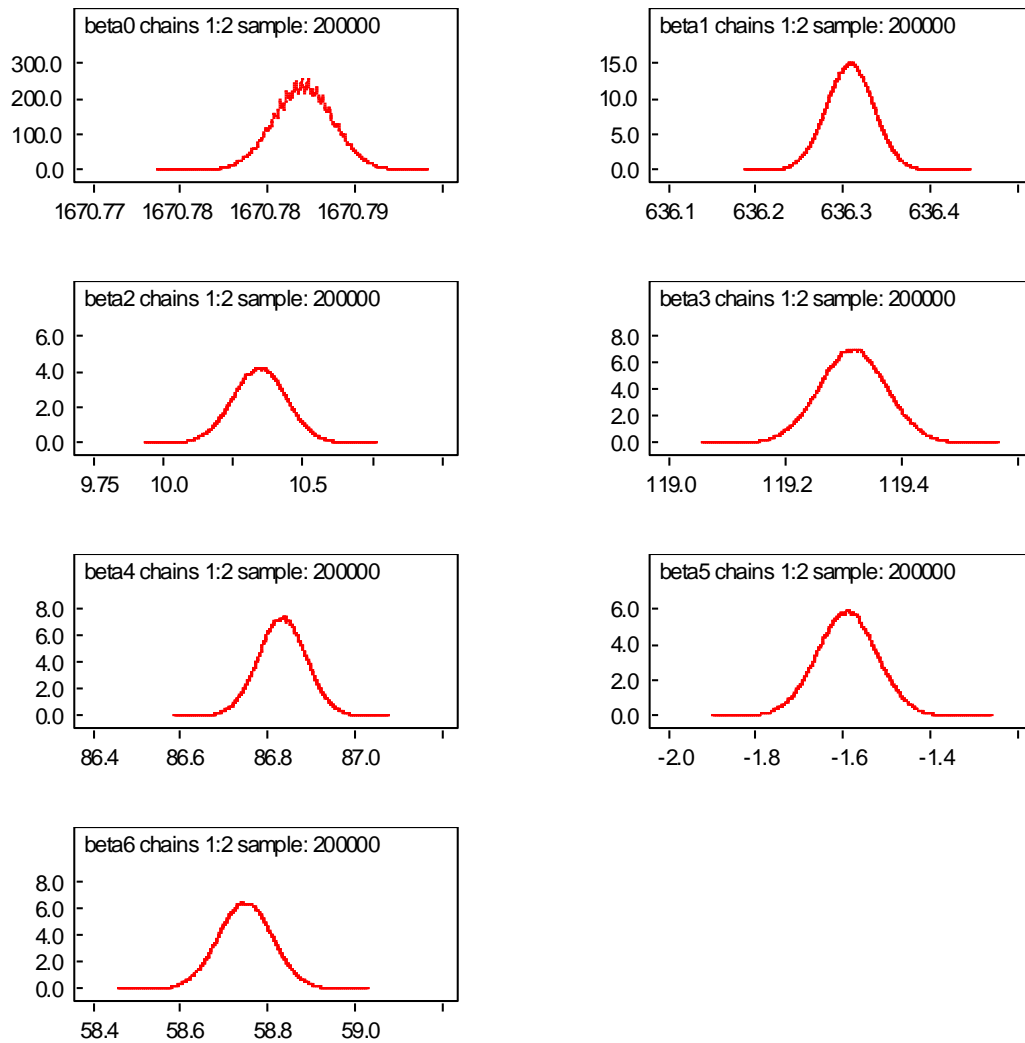 beta0 chains 1:2 sample: 200000
300.0
200.0
100.0
0.0
1670.77 1670.78 1670.78 1670.79
beta1 chains 1:2 sample: 200000
15.0
10.0
5.0
0.0
636.1 636.2 636.3 636.4
beta2 chains 1:2 sample: 200000
6.0
4.0
2.0
0.0
9.75 10.0 10.5
beta3 chains 1:2 sample: 200000
8.0
6.0
4.0
2.0
0.0
119.0 119.2 119.4
beta4 chains 1:2 sample: 200000
8.0
6.0
4.0
2.0
0.0
86.4 86.6 86.8 87.0
beta5 chains 1:2 sample: 200000
6.0
4.0
2.0
0.0
-2.0 -1.8 -1.6 -1.4
beta6 chains 1:2 sample: 200000
8.0
6.0
4.0
2.0
0.0
58.4 58.6 58.8 59.0